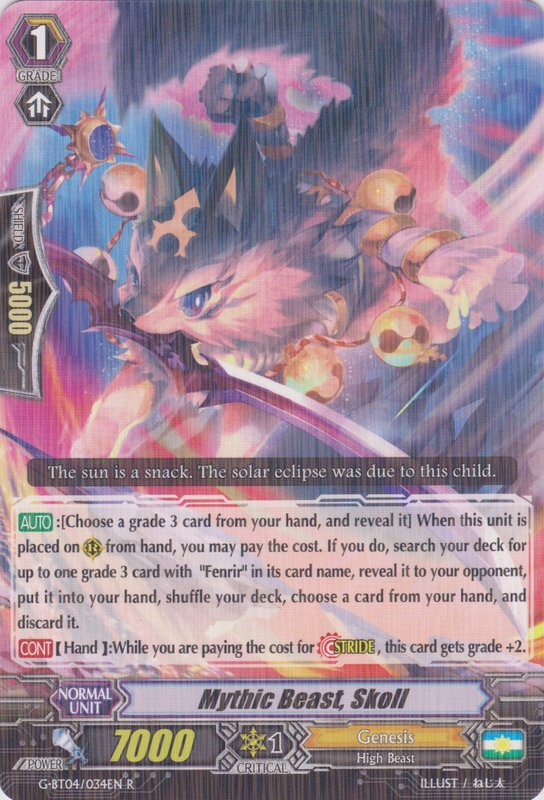 1
GRADE
SHIELD
5000
The sun is a snack. The solar eclipse was due to this child.
AUTO :[Choose a grade 3 card from your hand, and reveal it] When this unit is
placed on R from hand, you may pay the cost. If you do, search your deck for
up to one grade 3 card with "Fenrir" in its card name, reveal it to your opponent,
put it into your hand, shuffle your deck, choose a card from your hand, and
discard it.
CONT 【 Hand 】:While you are paying the cost for STRIDE , this card gets grade +2.
NORMAL
UNIT
Mythic Beast, Skoll
POWER
7000
1
CRITICAL
Genesis
High Beast
G-BT04/034EN R
ILLUST / ねじ太